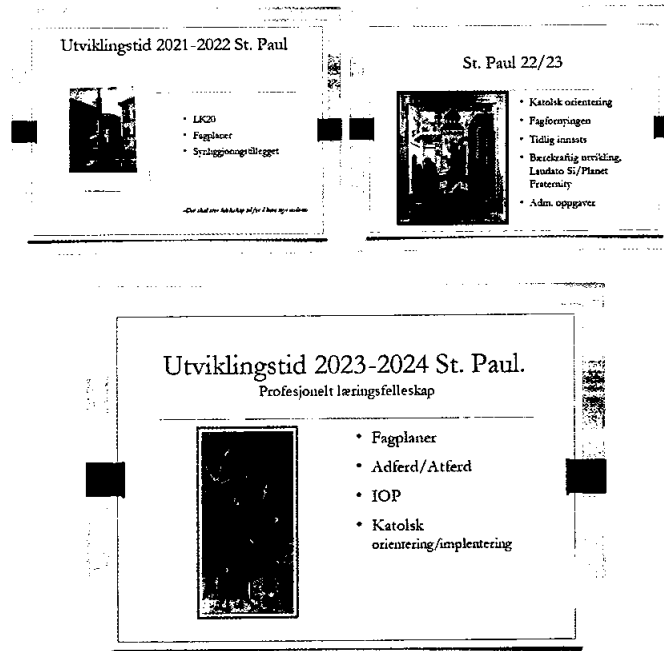 Utviklingstid 2021-2022 St. Paul
• LK20
• Fagplaner
• Synliggjøringstillegget
St. Paul 22/23
• Katolsk orientering
• Fagfornyingen
• Tidlig innsats
• Bærekraftig utvikling,
Laudato Si/Planet
Fraternity
• Adm. oppgaver
Utviklingstid 2023-2024 St. Paul.
Profesjonelt læringsfelleskap
• Fagplaner
• Adferd/Atferd
• IOP
• Katolsk
orientering/implentering